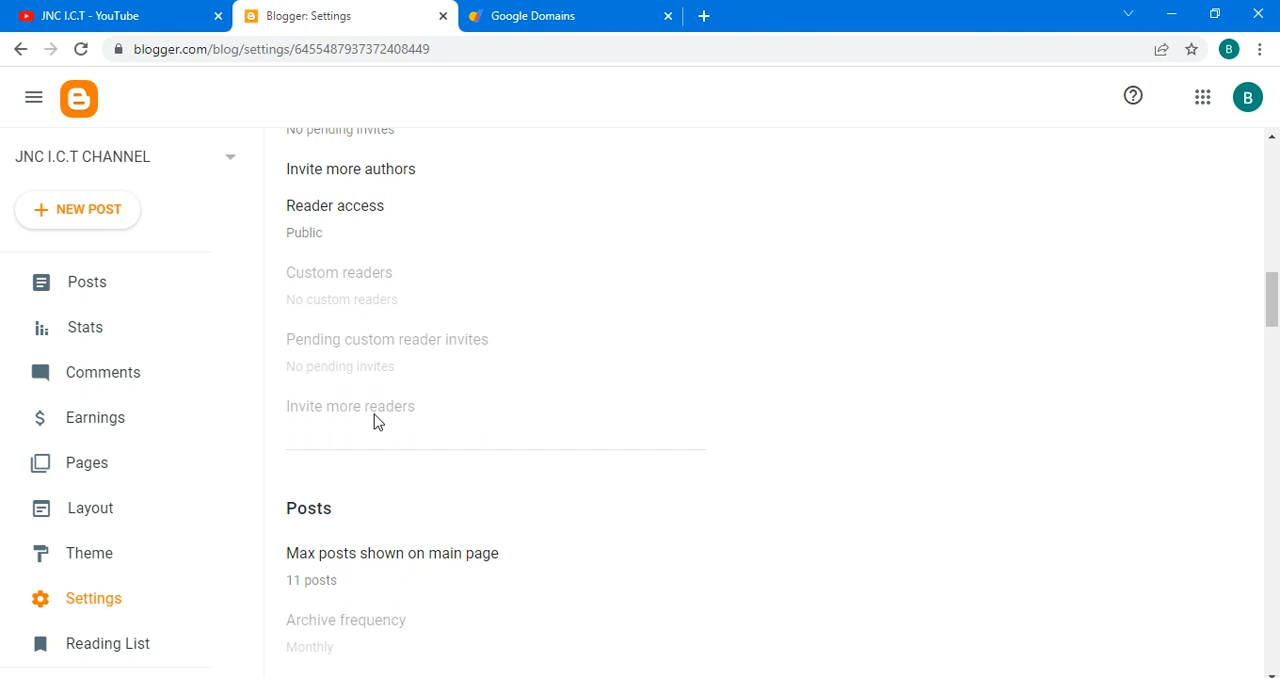 JNC I.C.T - YouTube
Blogger: Settings
Google Domains
blogger.com/blog/settings/6455487937372408449
B
B
JNC I.C.T CHANNEL
NEW POST
Posts
Stats
Comments
Earnings
Pages
Layout
Theme
Settings
Reading List
No pending invites
Invite more authors
Reader access
Public
Custom readers
No custom readers
Pending custom reader invites
No pending invites
Invite more readers
Posts
Max posts shown on main page
11 posts
Archive frequency
Monthly